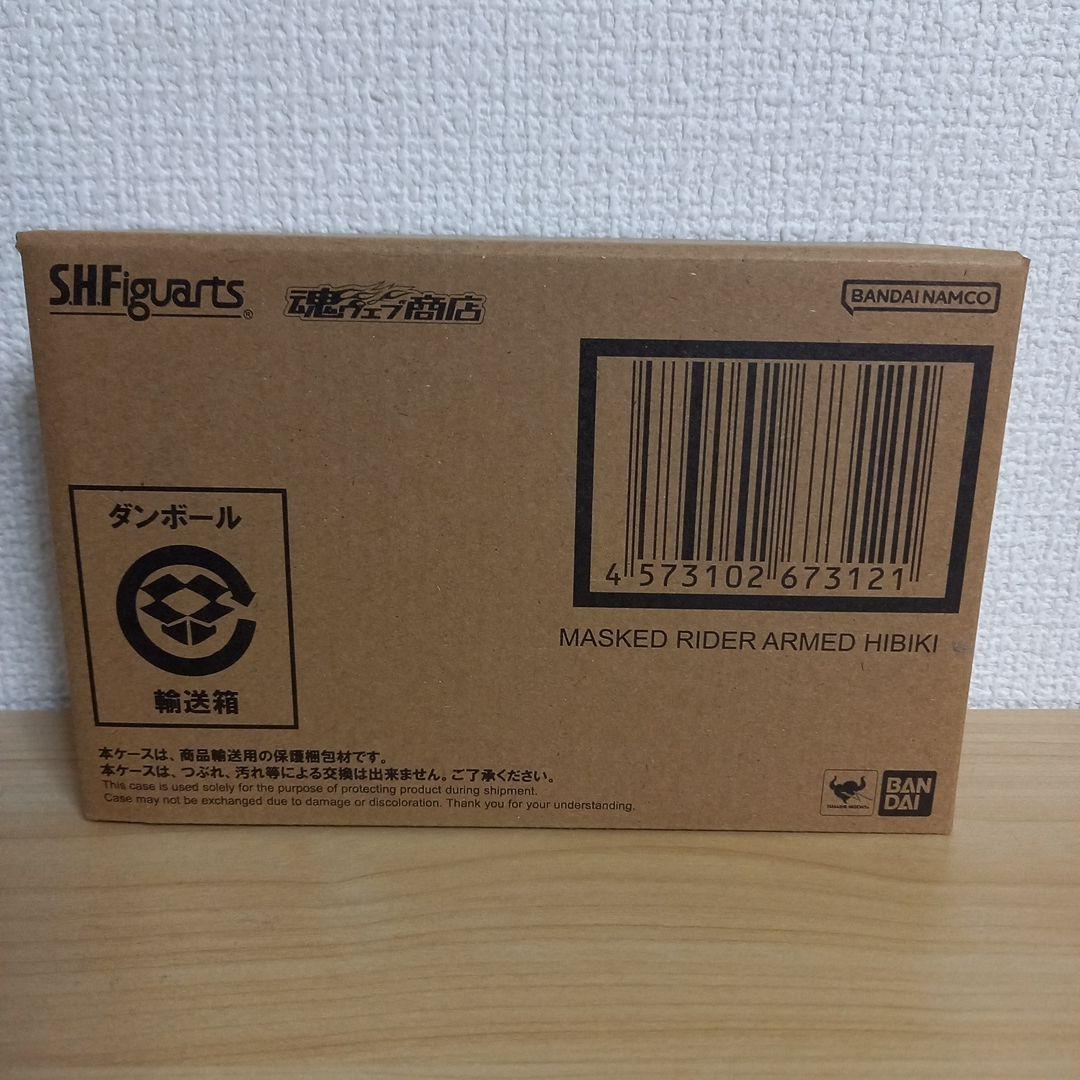 S.H.Figuarts®
魂ウェブ商店
BANDAI NAMCO
4 573102 673121
MASKED RIDER ARMED HIBIKI
ダンボール
輸送箱
本ケースは、商品輸送用の保護梱包材です。
本ケースは、つぶれ、汚れ等による交換は出来ません。ご了承ください。
This case is used solely for the purpose of protecting product during shipment.
Case may not be exchanged due to damage or discoloration. Thank you for your understanding.
BAN
DAI